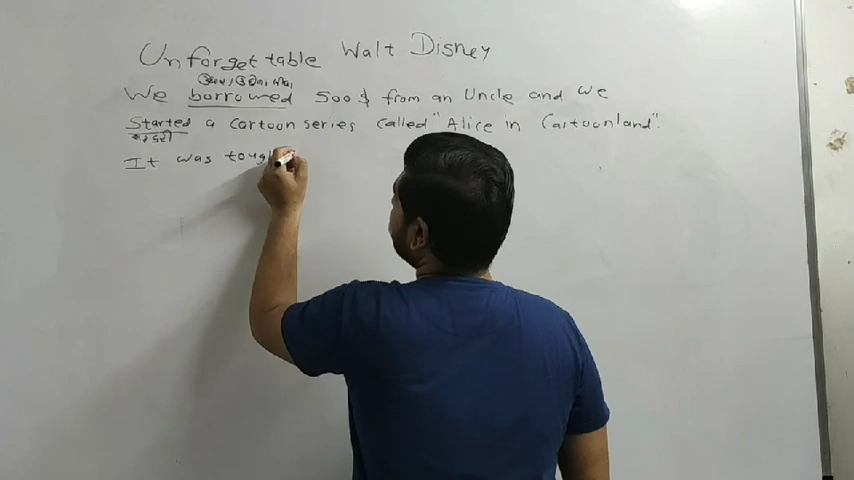 Unforgettable Walt Disney
We borrowed 500$ from an Uncle and we
Started a cartoon series called "Alice in Cartoonland".
It was tough